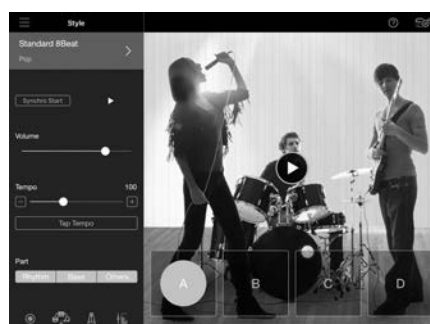 Style
Standard 8Beat
Pop
Synchro Start
Volume
Tempo 100
Tap Tempo
Part
Rhythm Bass Others
A B C D